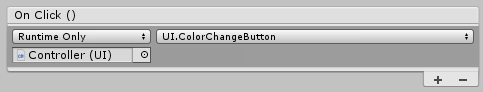 On Click ()
Runtime Only UI.ColorChangeButton
Controller (UI)
+ −